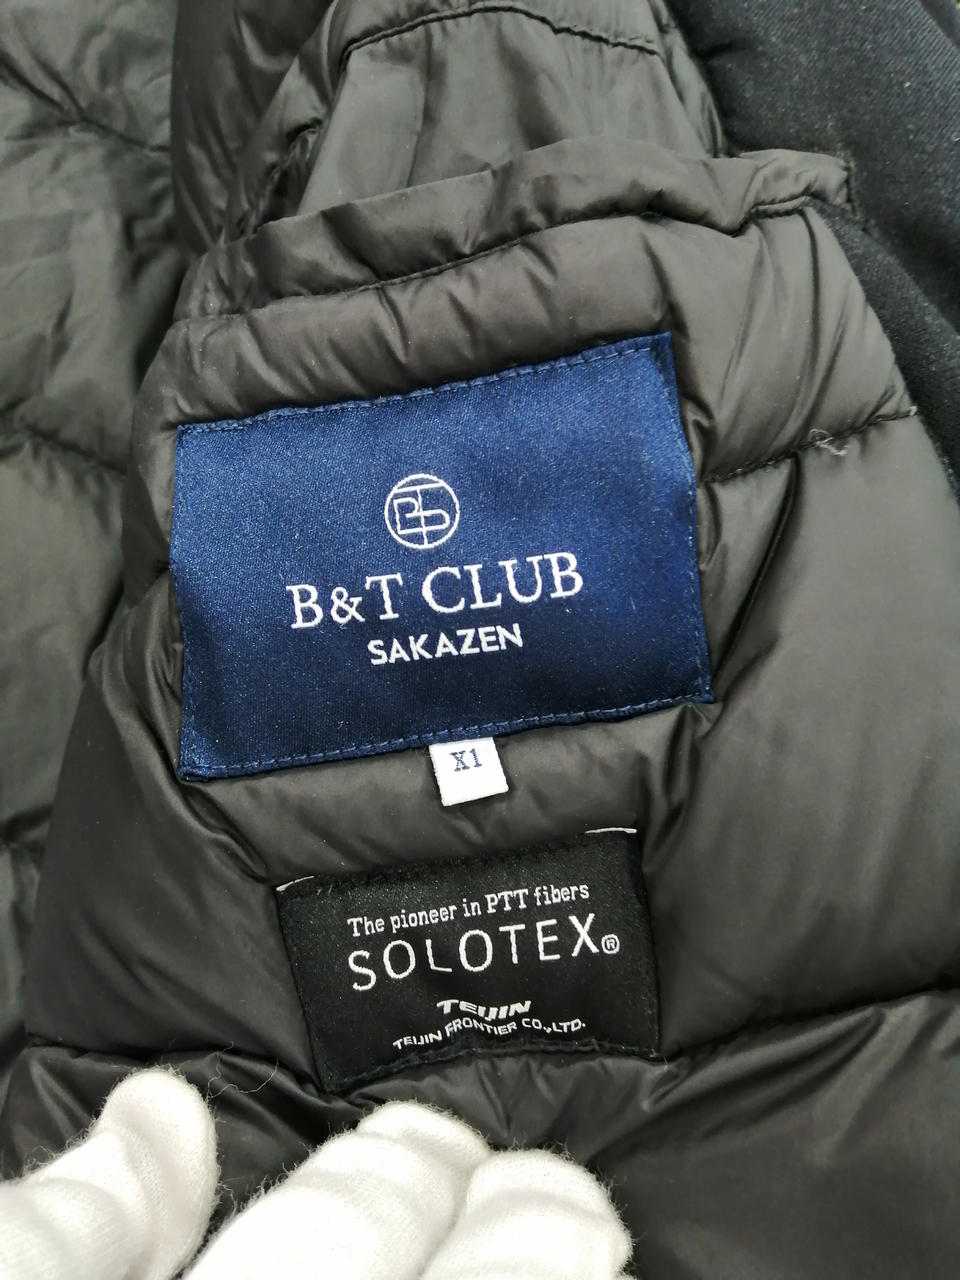 B&T CLUB
SAKAZEN
X1
The pioneer in PTT fibers
SOLOTEX®
TEIJIN
TEIJIN FRONTIER CO.,LTD.